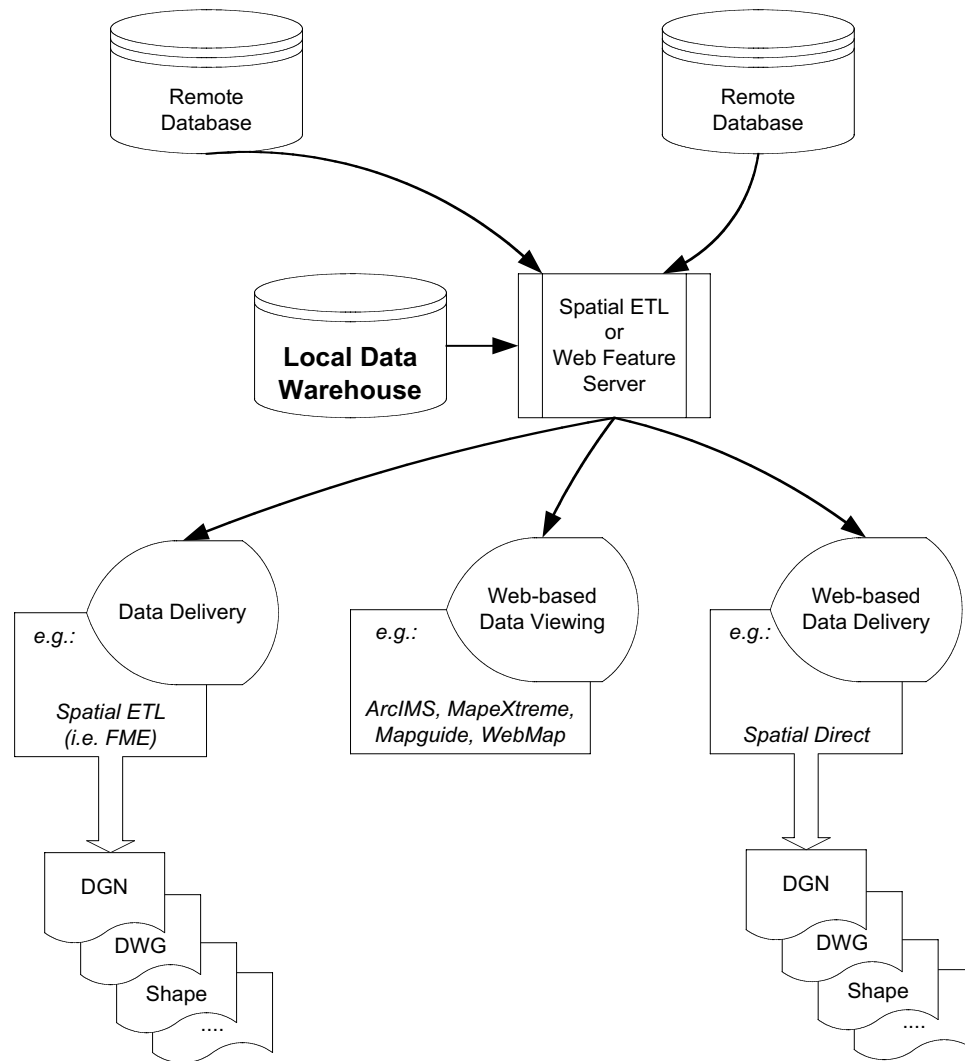 Remote
Database
Remote
Database
Local Data
Warehouse
Spatial ETL
or
Web Feature
Server
Data Delivery
e.g.:
Spatial ETL
(i.e. FME)
Web-based
Data Viewing
e.g.:
ArcIMS, MapeXtreme,
Mapguide, WebMap
Web-based
Data Delivery
e.g.:
Spatial Direct
DGN
DWG
Shape
....
DGN
DWG
Shape
....